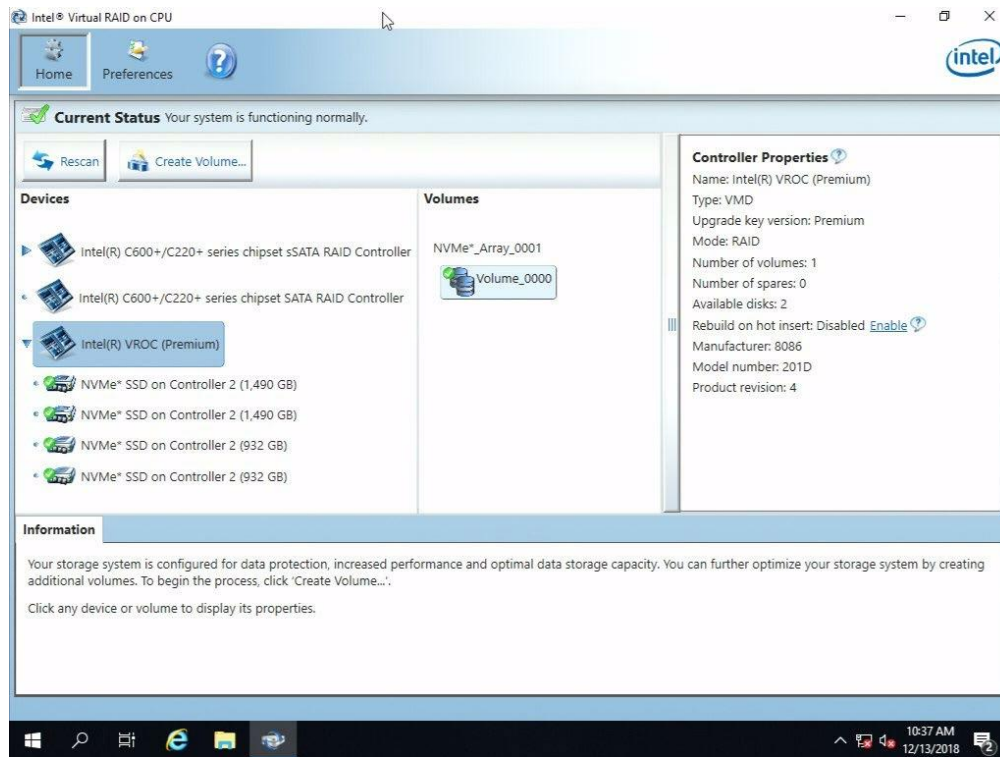 Intel® Virtual RAID on CPU
Home
Preferences
?
intel
Current Status Your system is functioning normally.
Rescan
Create Volume...
Devices
Intel(R) C600+/C220+ series chipset sSATA RAID Controller
Intel(R) C600+/C220+ series chipset SATA RAID Controller
Intel(R) VROC (Premium)
NVMe* SSD on Controller 2 (1,490 GB)
NVMe* SSD on Controller 2 (1,490 GB)
NVMe* SSD on Controller 2 (932 GB)
NVMe* SSD on Controller 2 (932 GB)
Volumes
NVMe*_Array_0001
Volume_0000
Controller Properties ?
Name: Intel(R) VROC (Premium)
Type: VMD
Upgrade key version: Premium
Mode: RAID
Number of volumes: 1
Number of spares: 0
Available disks: 2
Rebuild on hot insert: Disabled Enable ?
Manufacturer: 8086
Model number: 201D
Product revision: 4
Information
Your storage system is configured for data protection, increased performance and optimal data storage capacity. You can further optimize your storage system by creating
additional volumes. To begin the process, click 'Create Volume...'.
Click any device or volume to display its properties.
10:37 AM
12/13/2018
2